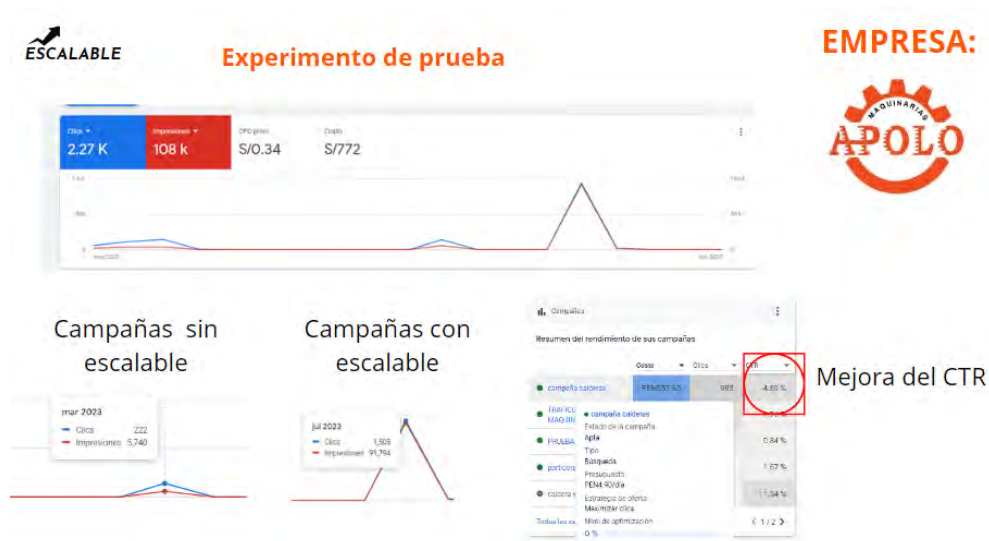 ESCALABLE
Experimento de prueba
EMPRESA:
MAQUINARIAS
APOLO
Clics
Impresiones
CPC prom.
Costo
2.27 K
108 k
S/0.34
S/772
Campañas sin
escalable
Campañas con
escalable
mar 2023
Clics 222
Impresiones 5,740
jul 2023
Clics 1,508
Impresiones 91,794
Campañas
Resumen del rendimiento de sus campañas
Costo
Clics
CTR
campaña calderas
4.89 %
campaña calderas
Estado de la campaña
Apta
Tipo
Búsqueda
Presupuesto
PEN4.90/día
Estrategia de oferta
Maximizar clics
Nivel de optimización
0 %
PRUEBA
0.84 %
1.67 %
1 / 2
Mejora del CTR